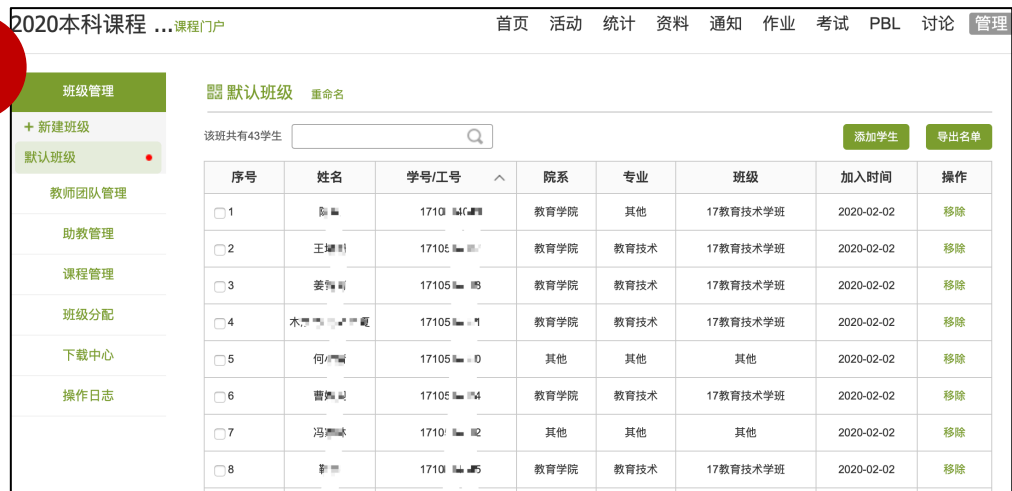 2020本科课程 ... 课程门户 首页 活动 统计 资料 通知 作业 考试 PBL 讨论 管理
班级管理
+ 新建班级
默认班级
教师团队管理
助教管理
课程管理
班级分配
下载中心
操作日志
默认班级 重命名
该班共有43学生 添加学生 导出名单
序号 姓名 学号/工号 院系 专业 班级 加入时间 操作
1 教育学院 其他 17教育技术学班 2020-02-02 移除
2 王 17105 教育学院 教育技术 17教育技术学班 2020-02-02 移除
3 姜 17105 教育学院 教育技术 17教育技术学班 2020-02-02 移除
4 木 17105 教育学院 教育技术 17教育技术学班 2020-02-02 移除
5 何 17105 其他 其他 其他 2020-02-02 移除
6 曹 17105 教育学院 教育技术 17教育技术学班 2020-02-02 移除
7 冯 1710 其他 其他 其他 2020-02-02 移除
8 1710 教育学院 教育技术 17教育技术学班 2020-02-02 移除